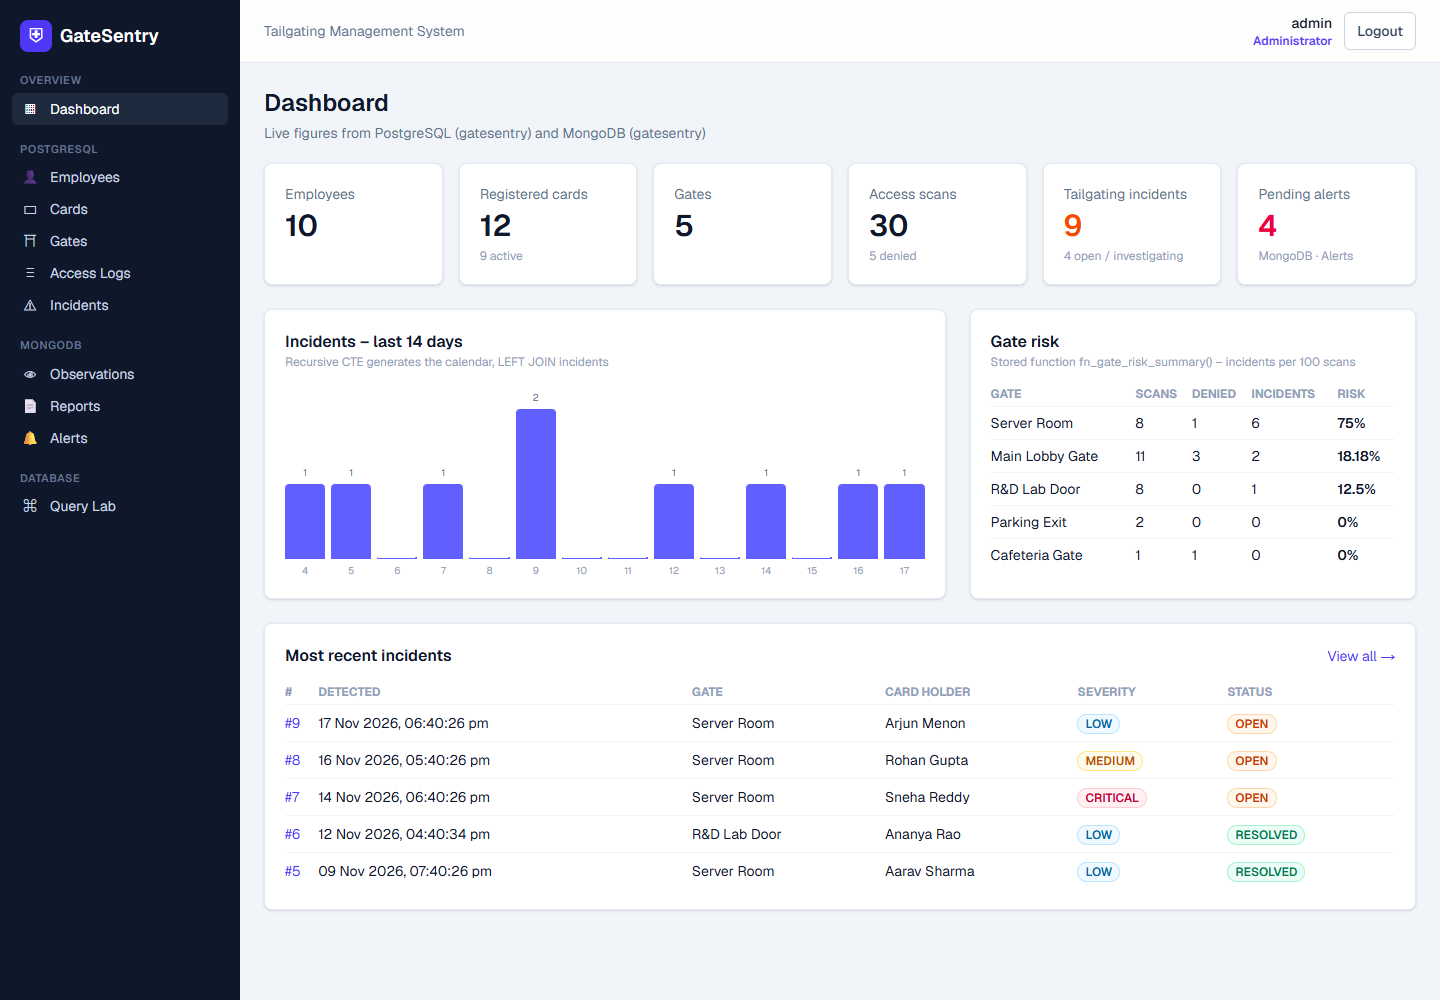 GateSentry
OVERVIEW
Dashboard
POSTGRESQL
Employees
Cards
Gates
Access Logs
Incidents
MONGODB
Observations
Reports
Alerts
DATABASE
Query Lab
Tailgating Management System
admin
Administrator
Logout
Dashboard
Live figures from PostgreSQL (gatesentry) and MongoDB (gatesentry)
Employees
10
Registered cards
12
9 active
Gates
5
Access scans
30
5 denied
Tailgating incidents
9
4 open / investigating
Pending alerts
4
MongoDB · Alerts
Incidents – last 14 days
Recursive CTE generates the calendar, LEFT JOIN incidents
1 1 1 2 1 1 1 1
4 5 6 7 8 9 10 11 12 13 14 15 16 17
Gate risk
Stored function fn_gate_risk_summary() – incidents per 100 scans
GATE SCANS DENIED INCIDENTS RISK
Server Room 8 1 6 75%
Main Lobby Gate 11 3 2 18.18%
R&D Lab Door 8 0 1 12.5%
Parking Exit 2 0 0 0%
Cafeteria Gate 1 1 0 0%
Most recent incidents
View all →
# DETECTED GATE CARD HOLDER SEVERITY STATUS
#9 17 Nov 2026, 06:40:26 pm Server Room Arjun Menon LOW OPEN
#8 16 Nov 2026, 05:40:26 pm Server Room Rohan Gupta MEDIUM OPEN
#7 14 Nov 2026, 06:40:26 pm Server Room Sneha Reddy CRITICAL OPEN
#6 12 Nov 2026, 04:40:34 pm R&D Lab Door Ananya Rao LOW RESOLVED
#5 09 Nov 2026, 07:40:26 pm Server Room Aarav Sharma LOW RESOLVED